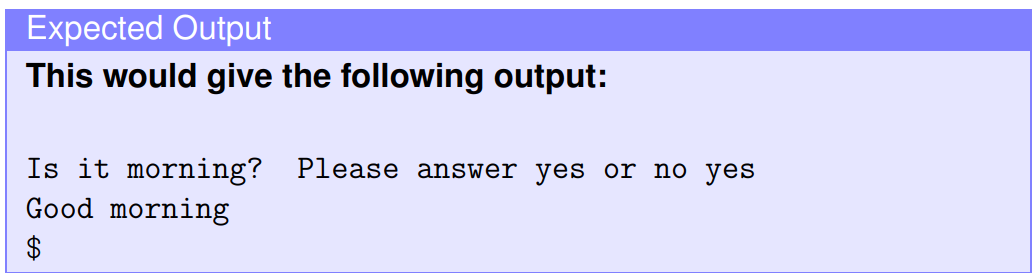 Expected Output
This would give the following output:
Is it morning?  Please answer yes or no yes
Good morning
$